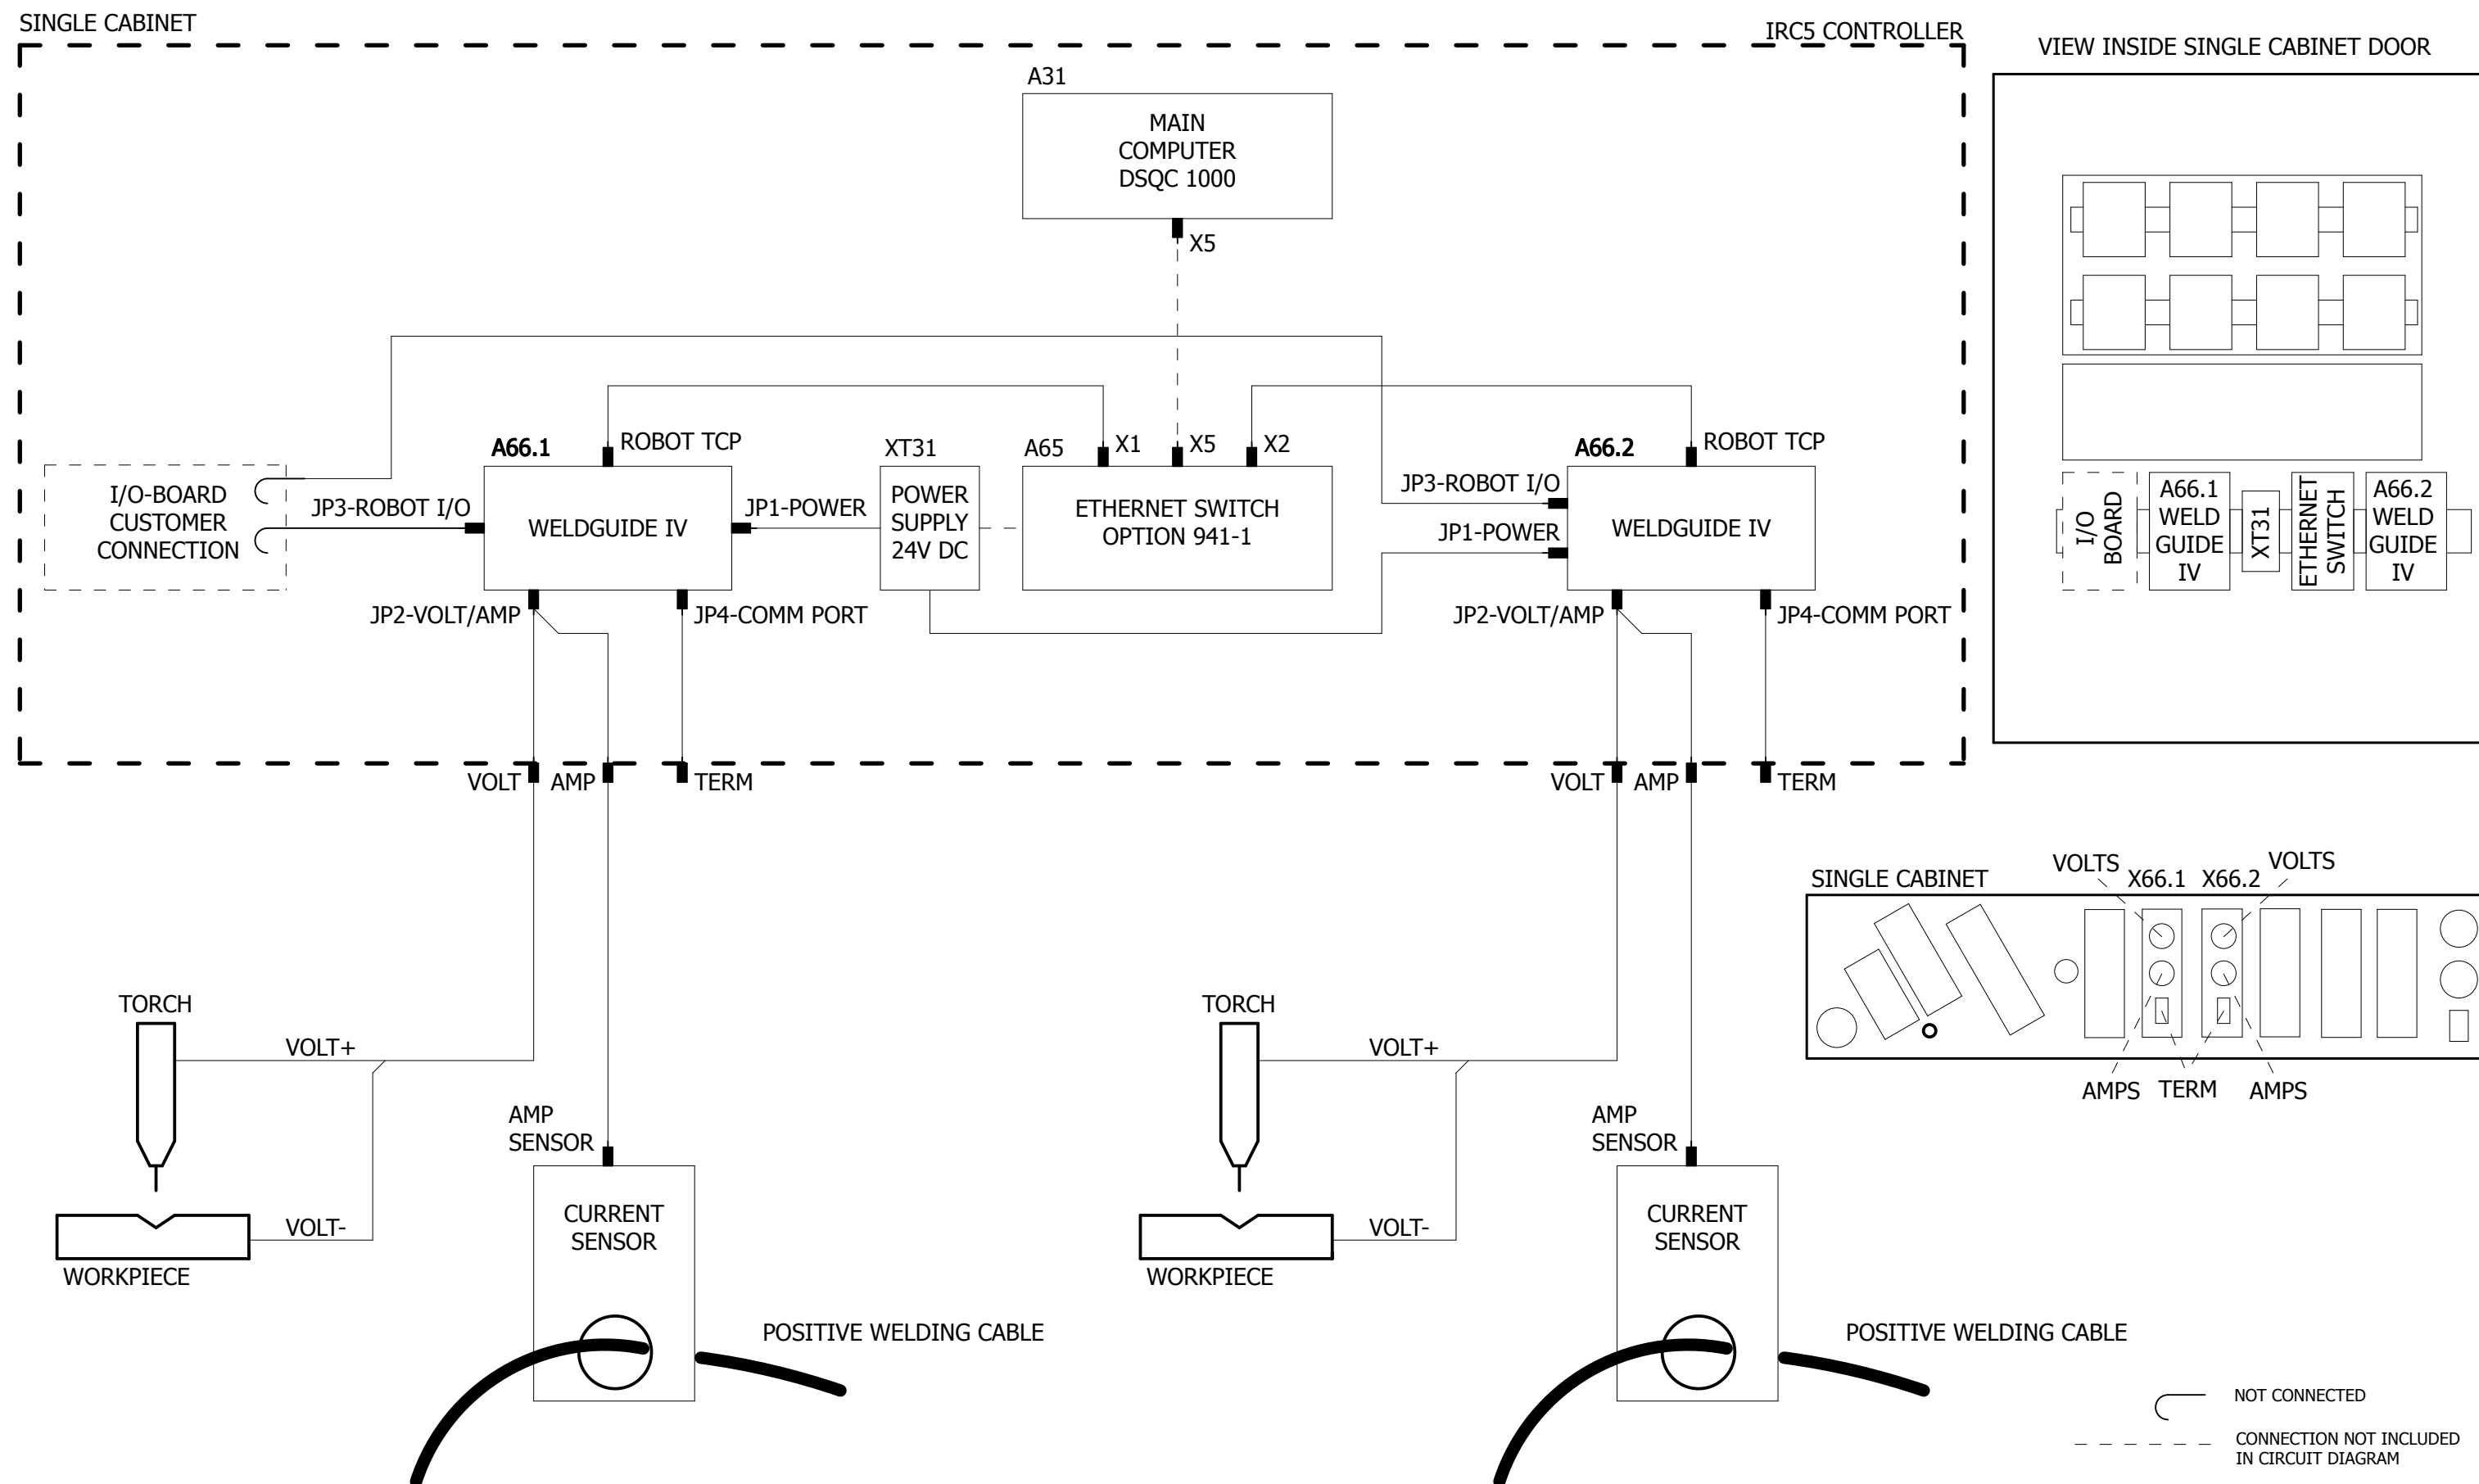 SINGLE CABINET
IRC5 CONTROLLER
VIEW INSIDE SINGLE CABINET DOOR
A31
MAIN
COMPUTER
DSQC 1000
X5
A66.1
ROBOT TCP
XT31
A65
X1
X5
X2
A66.2
ROBOT TCP
I/O-BOARD
CUSTOMER
CONNECTION
JP3-ROBOT I/O
WELDGUIDE IV
JP1-POWER
POWER
SUPPLY
24V DC
ETHERNET SWITCH
OPTION 941-1
JP3-ROBOT I/O
JP1-POWER
WELDGUIDE IV
I/O
BOARD
A66.1
WELD
GUIDE
IV
XT31
ETHERNET
SWITCH
A66.2
WELD
GUIDE
IV
JP2-VOLT/AMP
JP4-COMM PORT
JP2-VOLT/AMP
JP4-COMM PORT
VOLT
AMP
TERM
VOLT
AMP
TERM
SINGLE CABINET
VOLTS
X66.1
X66.2
VOLTS
AMPS
TERM
AMPS
TORCH
VOLT+
AMP
SENSOR
CURRENT
SENSOR
VOLT-
WORKPIECE
POSITIVE WELDING CABLE
TORCH
VOLT+
AMP
SENSOR
CURRENT
SENSOR
VOLT-
WORKPIECE
POSITIVE WELDING CABLE
NOT CONNECTED
CONNECTION NOT INCLUDED
IN CIRCUIT DIAGRAM